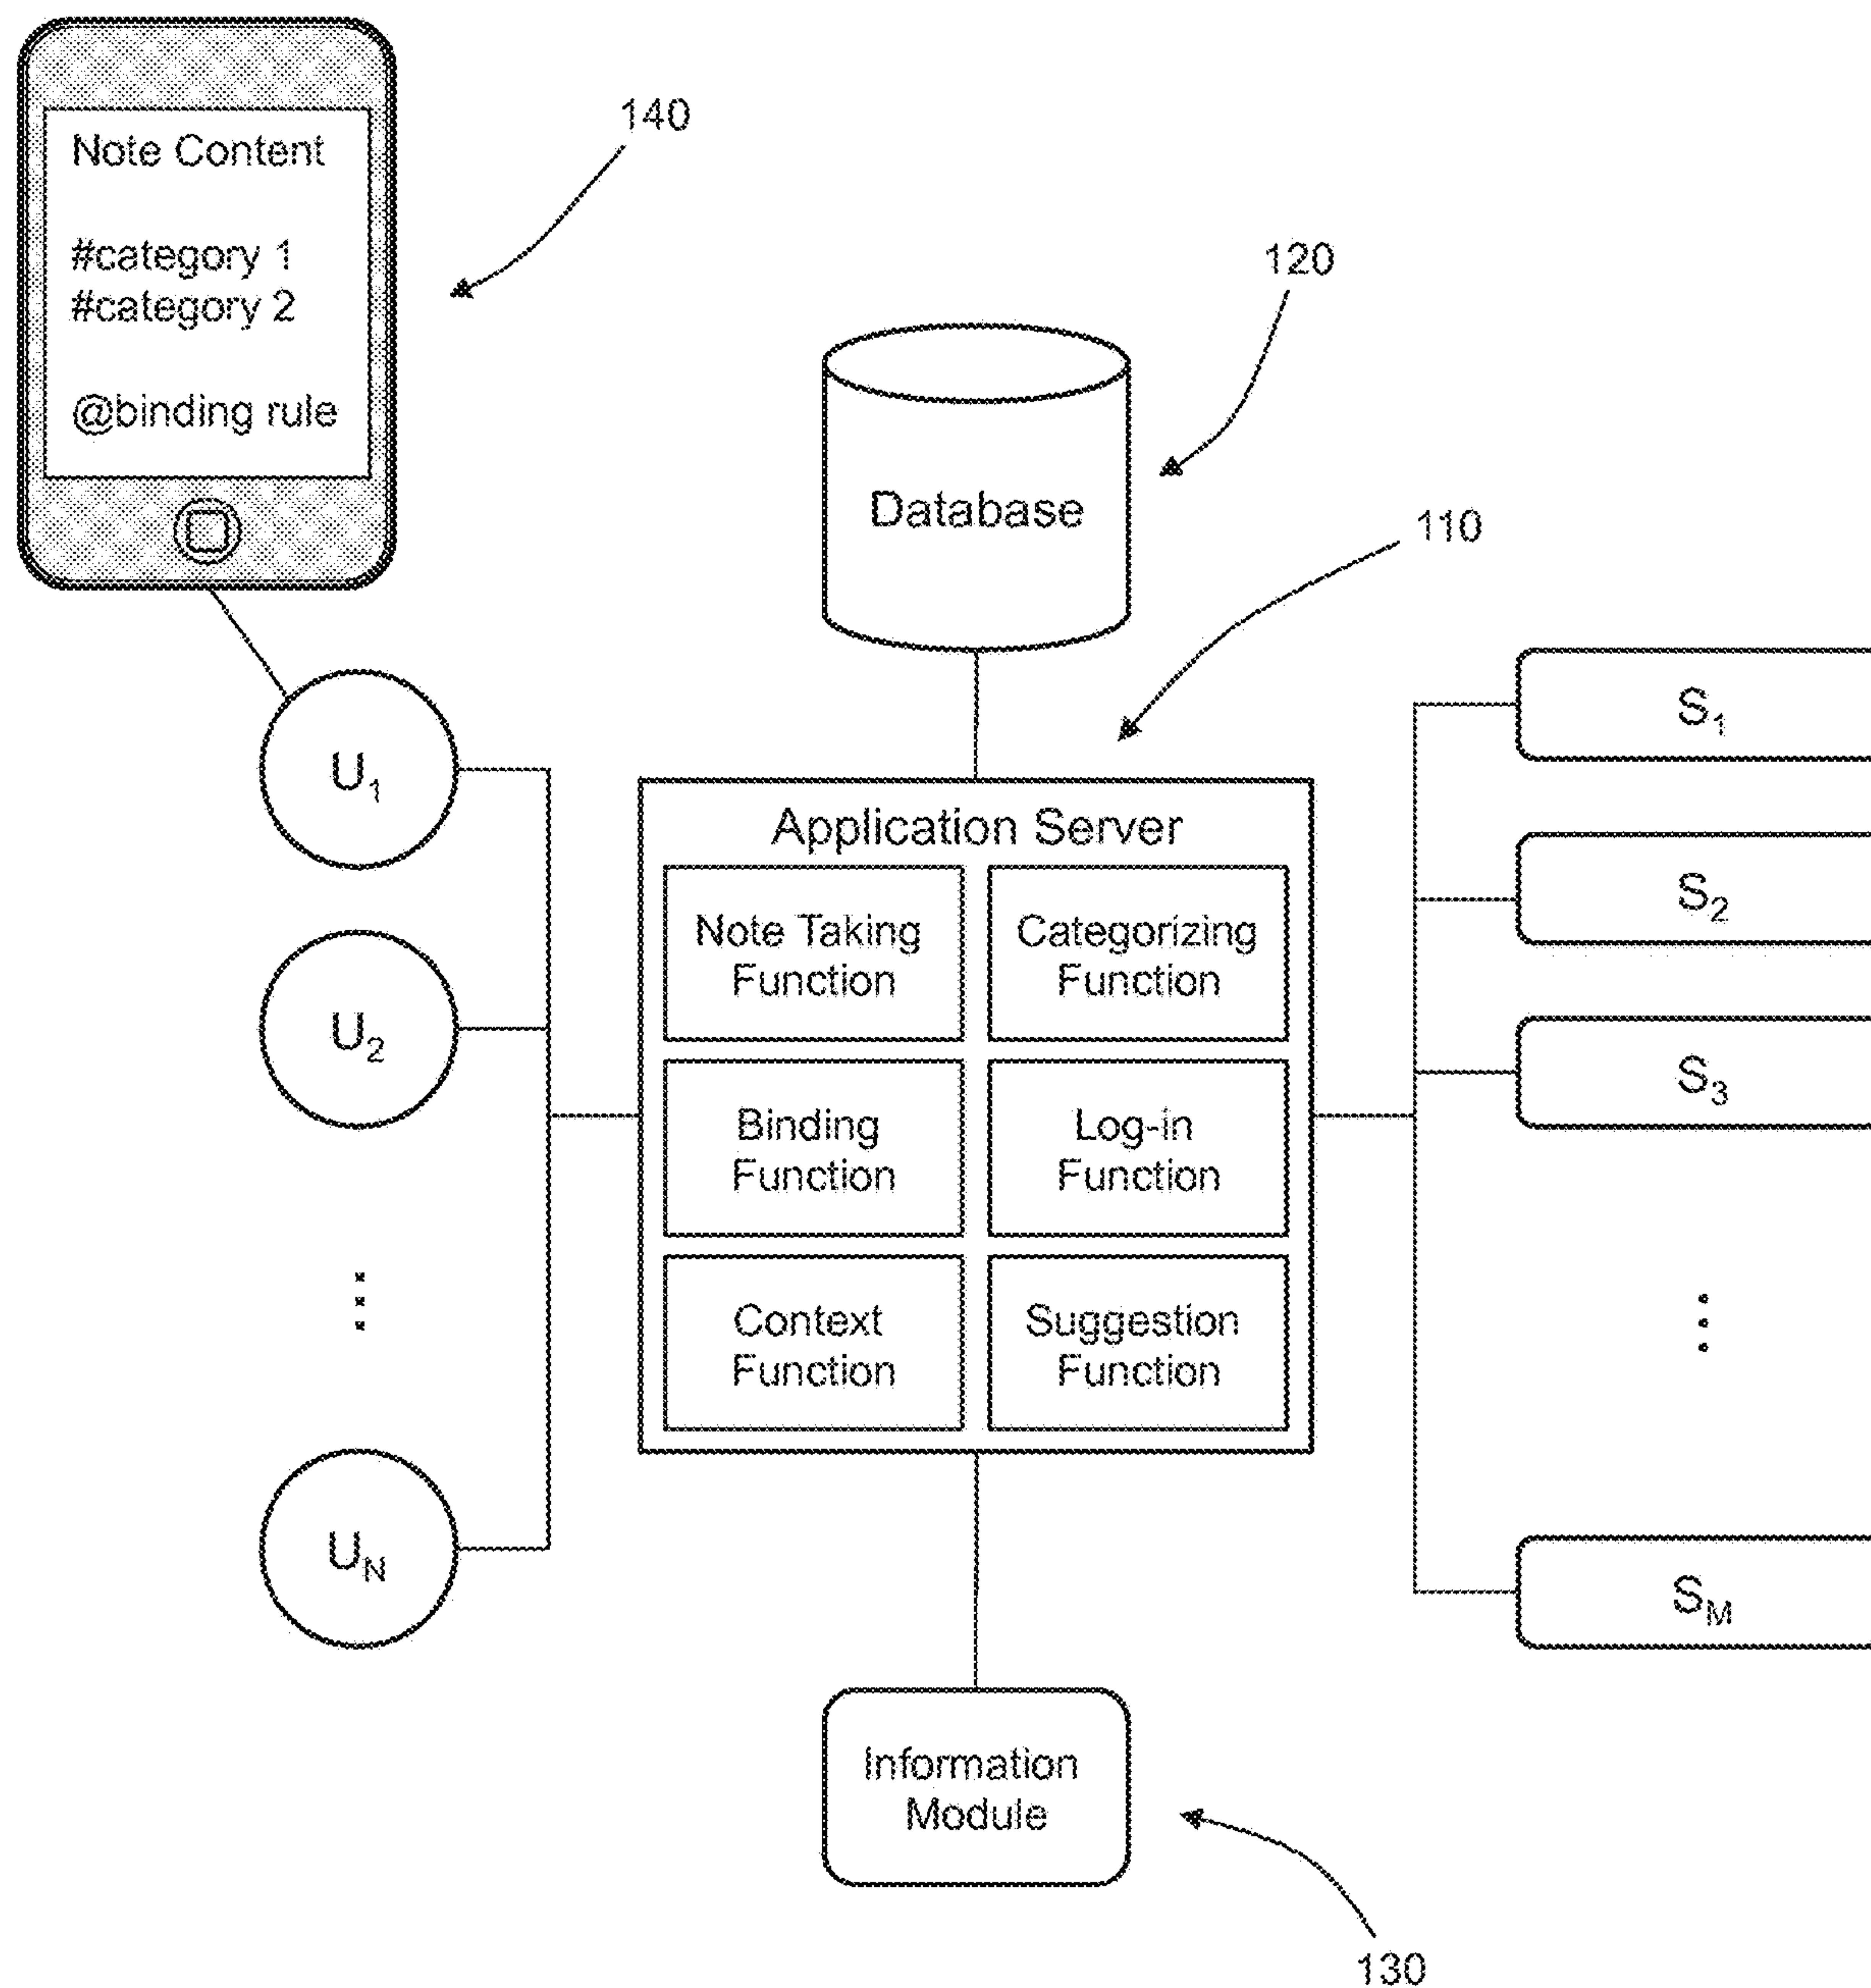 Note Content
#category 1
#category 2
@binding rule
140
120
Database
110
U1
U2
UN
Application Server
Note Taking
Function
Categorizing
Function
Binding
Function
Log-in
Function
Context
Function
Suggestion
Function
S1
S2
S3
SM
Information
Module
130